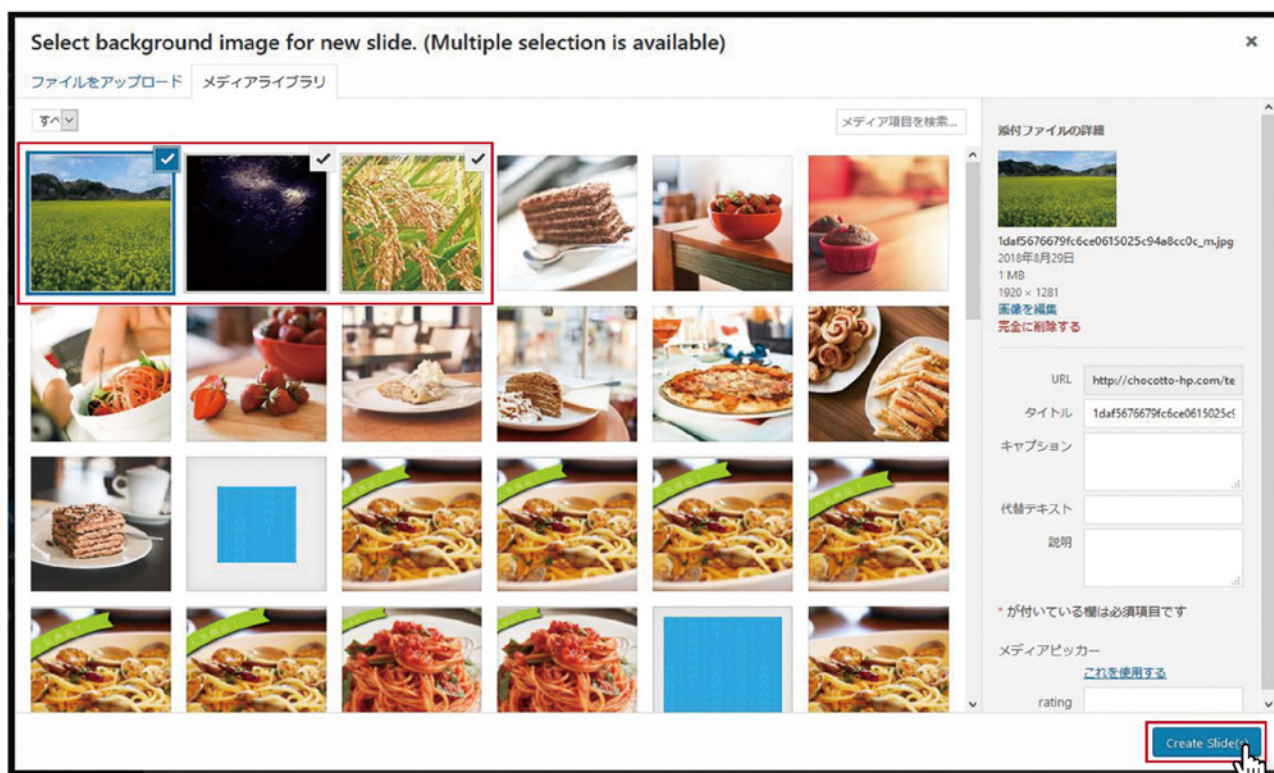 Select background image for new slide. (Multiple selection is available)
×
ファイルをアップロード
メディアライブラリ
すべ
メディア項目を検索...
添付ファイルの詳細
1daf5676679fc6ce0615025c94a8cc0c_m.jpg
2018年8月29日
1 MB
1920 × 1281
画像を編集
完全に削除する
URL
http://chocotto-hp.com/te
タイトル
1daf5676679fc6ce0615025c9
キャプション
代替テキスト
説明
* が付いている欄は必須項目です
メディアピッカー
これを使用する
rating
Create Slide(s)